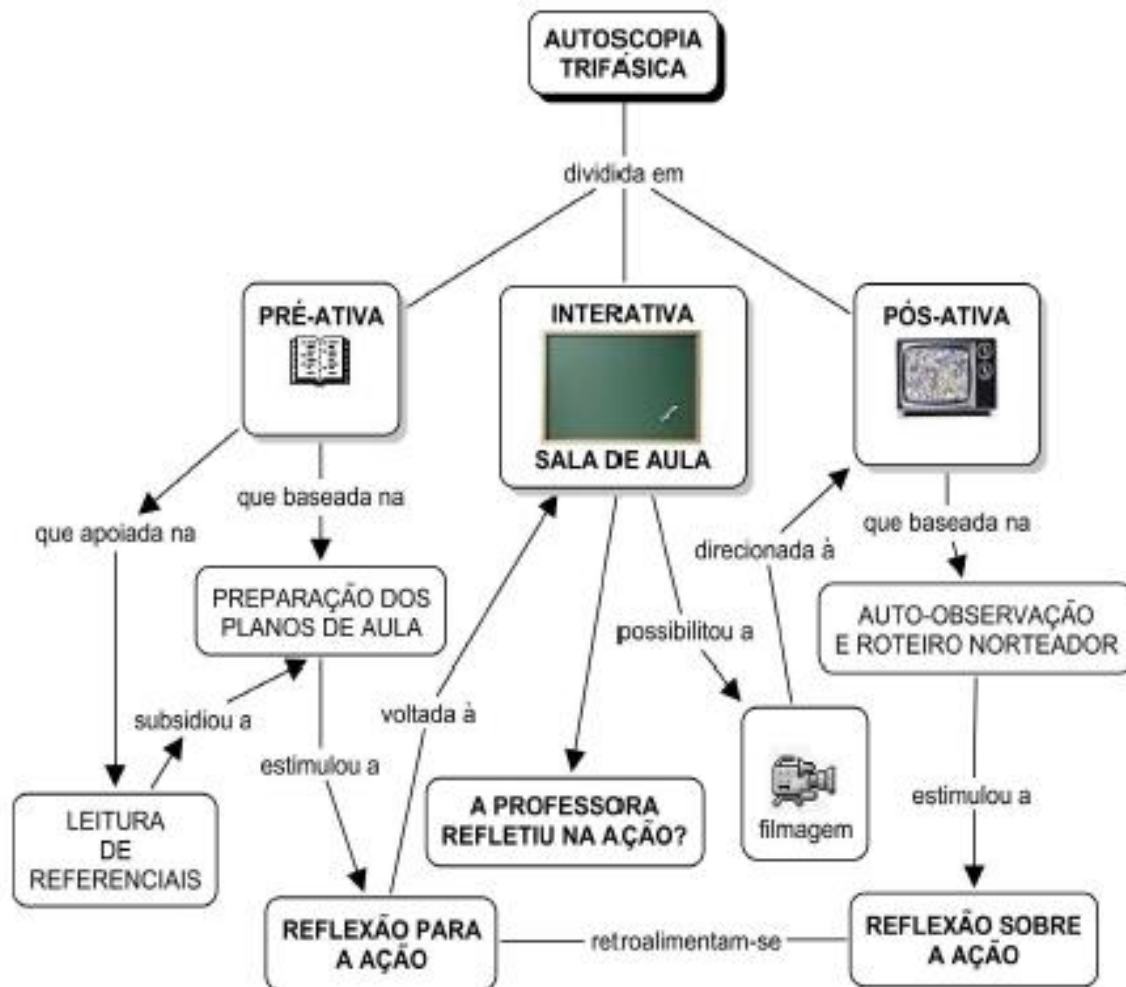 AUTOSCOPIA
TRIFÁSICA
dividida em
PRÉ-ATIVA
INTERATIVA
SALA DE AULA
PÓS-ATIVA
que apoiada na
que baseada na
direcionada à
que baseada na
PREPARAÇÃO DOS
PLANOS DE AULA
AUTO-OBSERVAÇÃO
E ROTEIRO NORTEADOR
possibilitou a
subsidiou a
voltada à
estimulou a
estimulou a
LEITURA
DE
REFERENCIAIS
A PROFESSORA
REFLETIU NA AÇÃO?
filmagem
REFLEXÃO PARA
A AÇÃO
retroalimentam-se
REFLEXÃO SOBRE
A AÇÃO